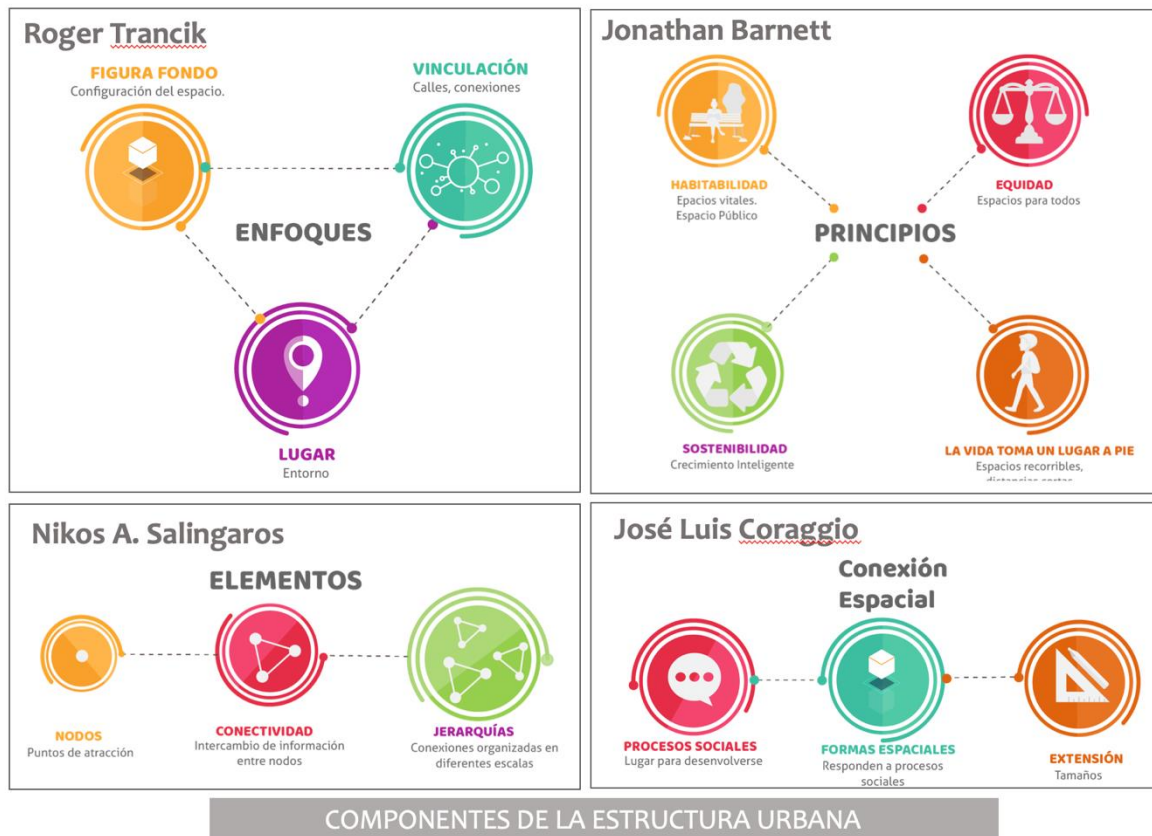 Roger Trancik
FIGURA FONDO
Configuración del espacio.
VINCULACIÓN
Calles, conexiones
ENFOQUES
LUGAR
Entorno
Jonathan Barnett
HABITABILIDAD
Epacios vitales.
Espacio Público
EQUIDAD
Espacios para todos
PRINCIPIOS
SOSTENIBILIDAD
Crecimiento Inteligente
LA VIDA TOMA UN LUGAR A PIE
Espacios recorribles,
distancias cortas
Nikos A. Salingaros
ELEMENTOS
NODOS
Puntos de atracción
CONECTIVIDAD
Intercambio de información
entre nodos
JERARQUÍAS
Conexiones organizadas en
diferentes escalas
José Luis Coraggio
Conexión
Espacial
PROCESOS SOCIALES
Lugar para desenvolverse
FORMAS ESPACIALES
Responden a procesos
sociales
EXTENSIÓN
Tamaños
COMPONENTES DE LA ESTRUCTURA URBANA